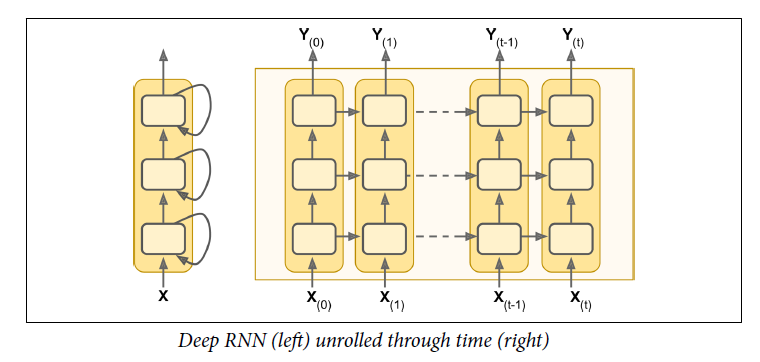 Y(0) Y(1) Y(t-1) Y(t)
X X(0) X(1) X(t-1) X(t)
Deep RNN (left) unrolled through time (right)